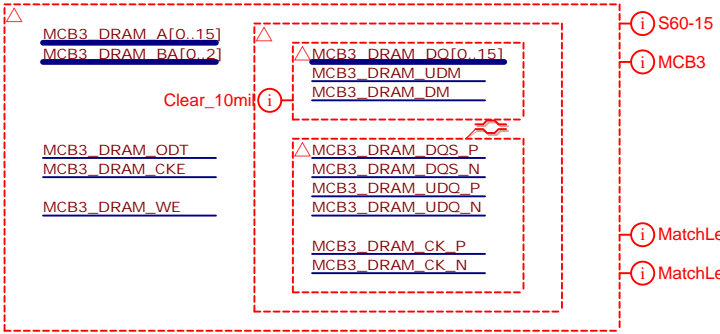 MCB3_DRAM_A[0..15]
MCB3_DRAM_BA[0..2]
MCB3_DRAM_ODT
MCB3_DRAM_CKE
MCB3_DRAM_WE
Clear_10mil
MCB3_DRAM_DQ[0..15]
MCB3_DRAM_UDM
MCB3_DRAM_DM
MCB3_DRAM_DQS_P
MCB3_DRAM_DQS_N
MCB3_DRAM_UDQ_P
MCB3_DRAM_UDQ_N
MCB3_DRAM_CK_P
MCB3_DRAM_CK_N
i S60-15
i MCB3
i MatchLe
i MatchLe
i